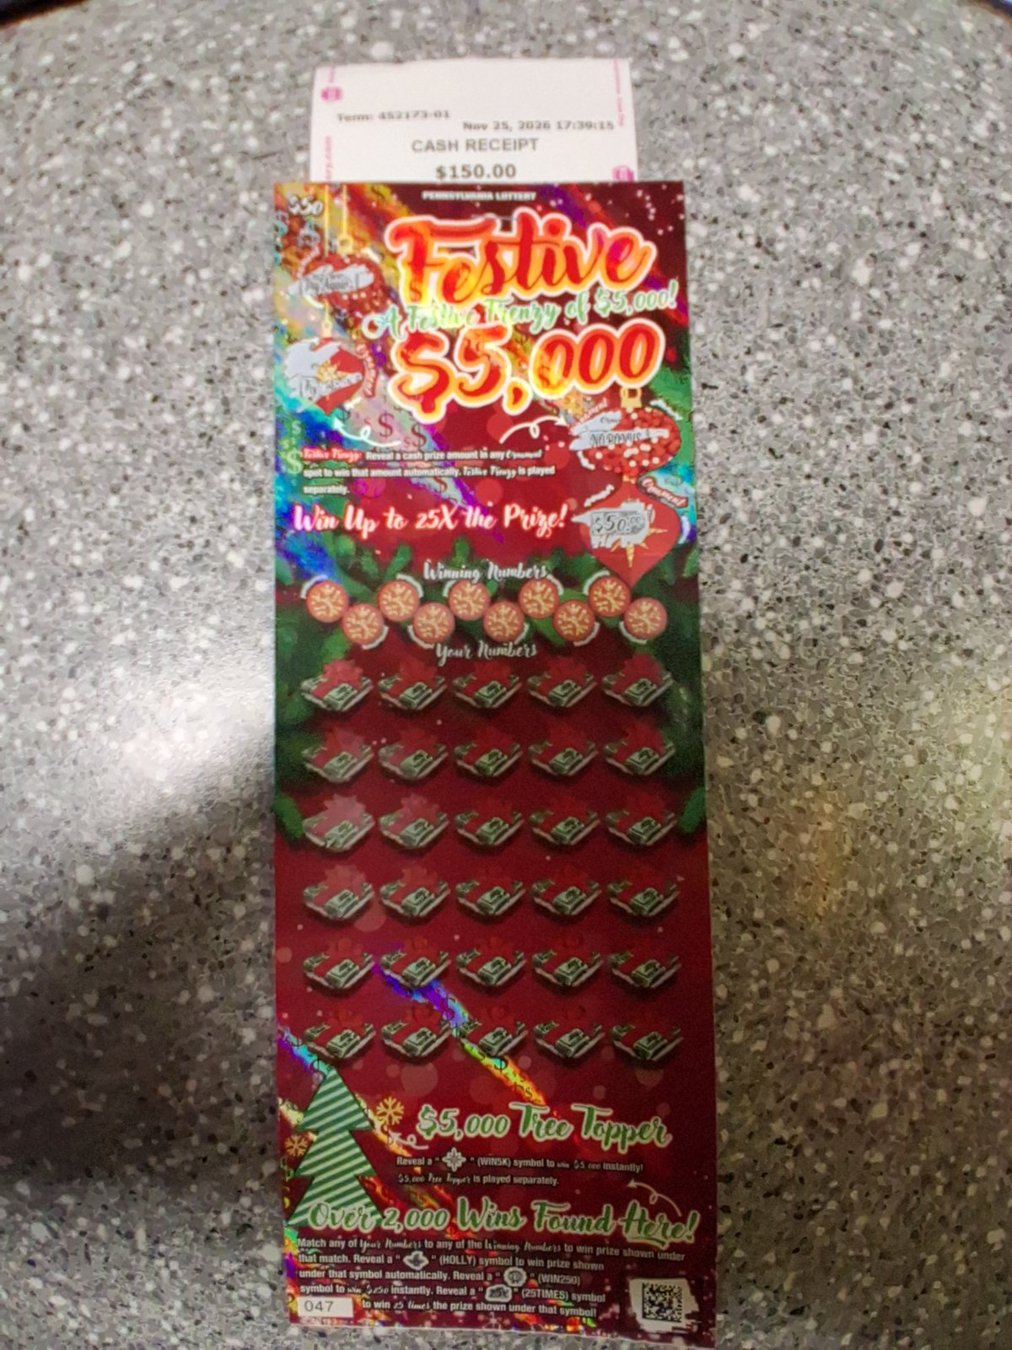 Term: 452173-01
Nov 25, 2026 17:39:15
CASH RECEIPT
$150.00
PENNSYLVANIA LOTTERY
$50
Festive
A Festive Frenzy of $5,000!
$5,000
NO BONUS
Festive Frenzy: Reveal a cash prize amount in any Ornament
spot to win that amount automatically. Festive Frenzy is played
separately.
Ornament
$50.00
Win Up to 25X the Prize!
Winning Numbers
Your Numbers
$5,000 Tree Topper
Reveal a " " (WIN5K) symbol to win $5,000 instantly!
$5,000 Tree Topper is played separately.
Over 2,000 Wins Found Here!
Match any of Your Numbers to any of the Winning Numbers to win prize shown under
that match. Reveal a " " (HOLLY) symbol to win prize shown
under that symbol automatically. Reveal a " " (WIN250)
symbol to win $250 instantly. Reveal a " 25X " (25TIMES) symbol
to win 25 times the prize shown under that symbol!
047